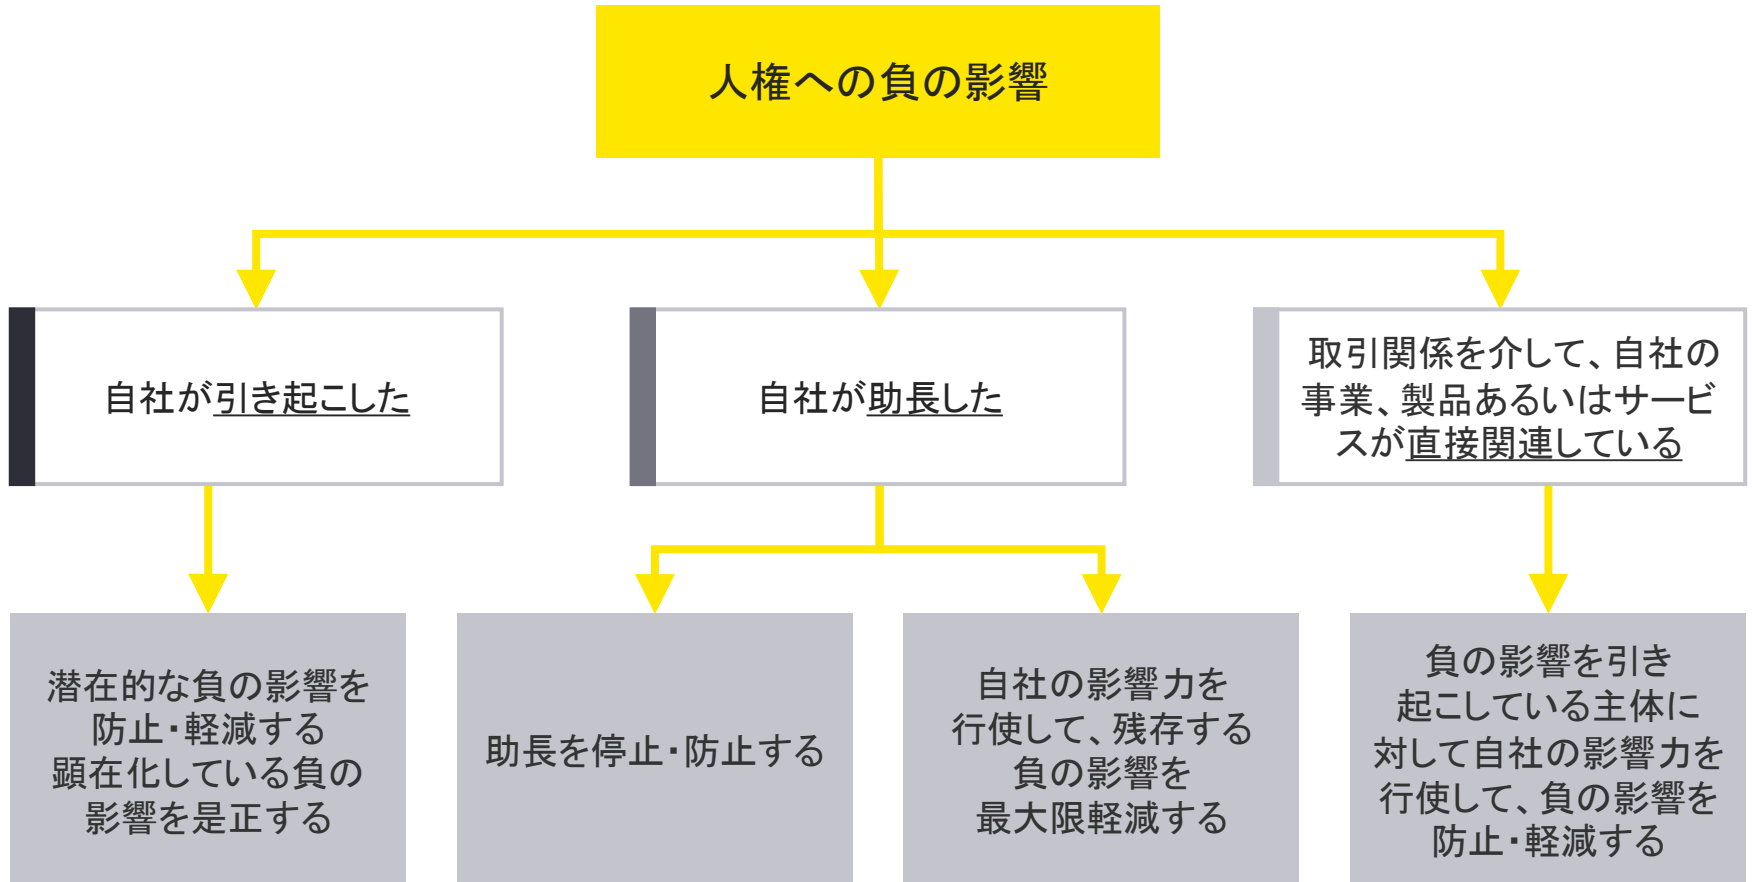 人権への負の影響
自社が引き起こした
自社が助長した
取引関係を介して、自社の
事業、製品あるいはサービ
スが直接関連している
潜在的な負の影響を
防止・軽減する
顕在化している負の
影響を是正する
助長を停止・防止する
自社の影響力を
行使して、残存する
負の影響を
最大限軽減する
負の影響を引き
起こしている主体に
対して自社の影響力を
行使して、負の影響を
防止・軽減する